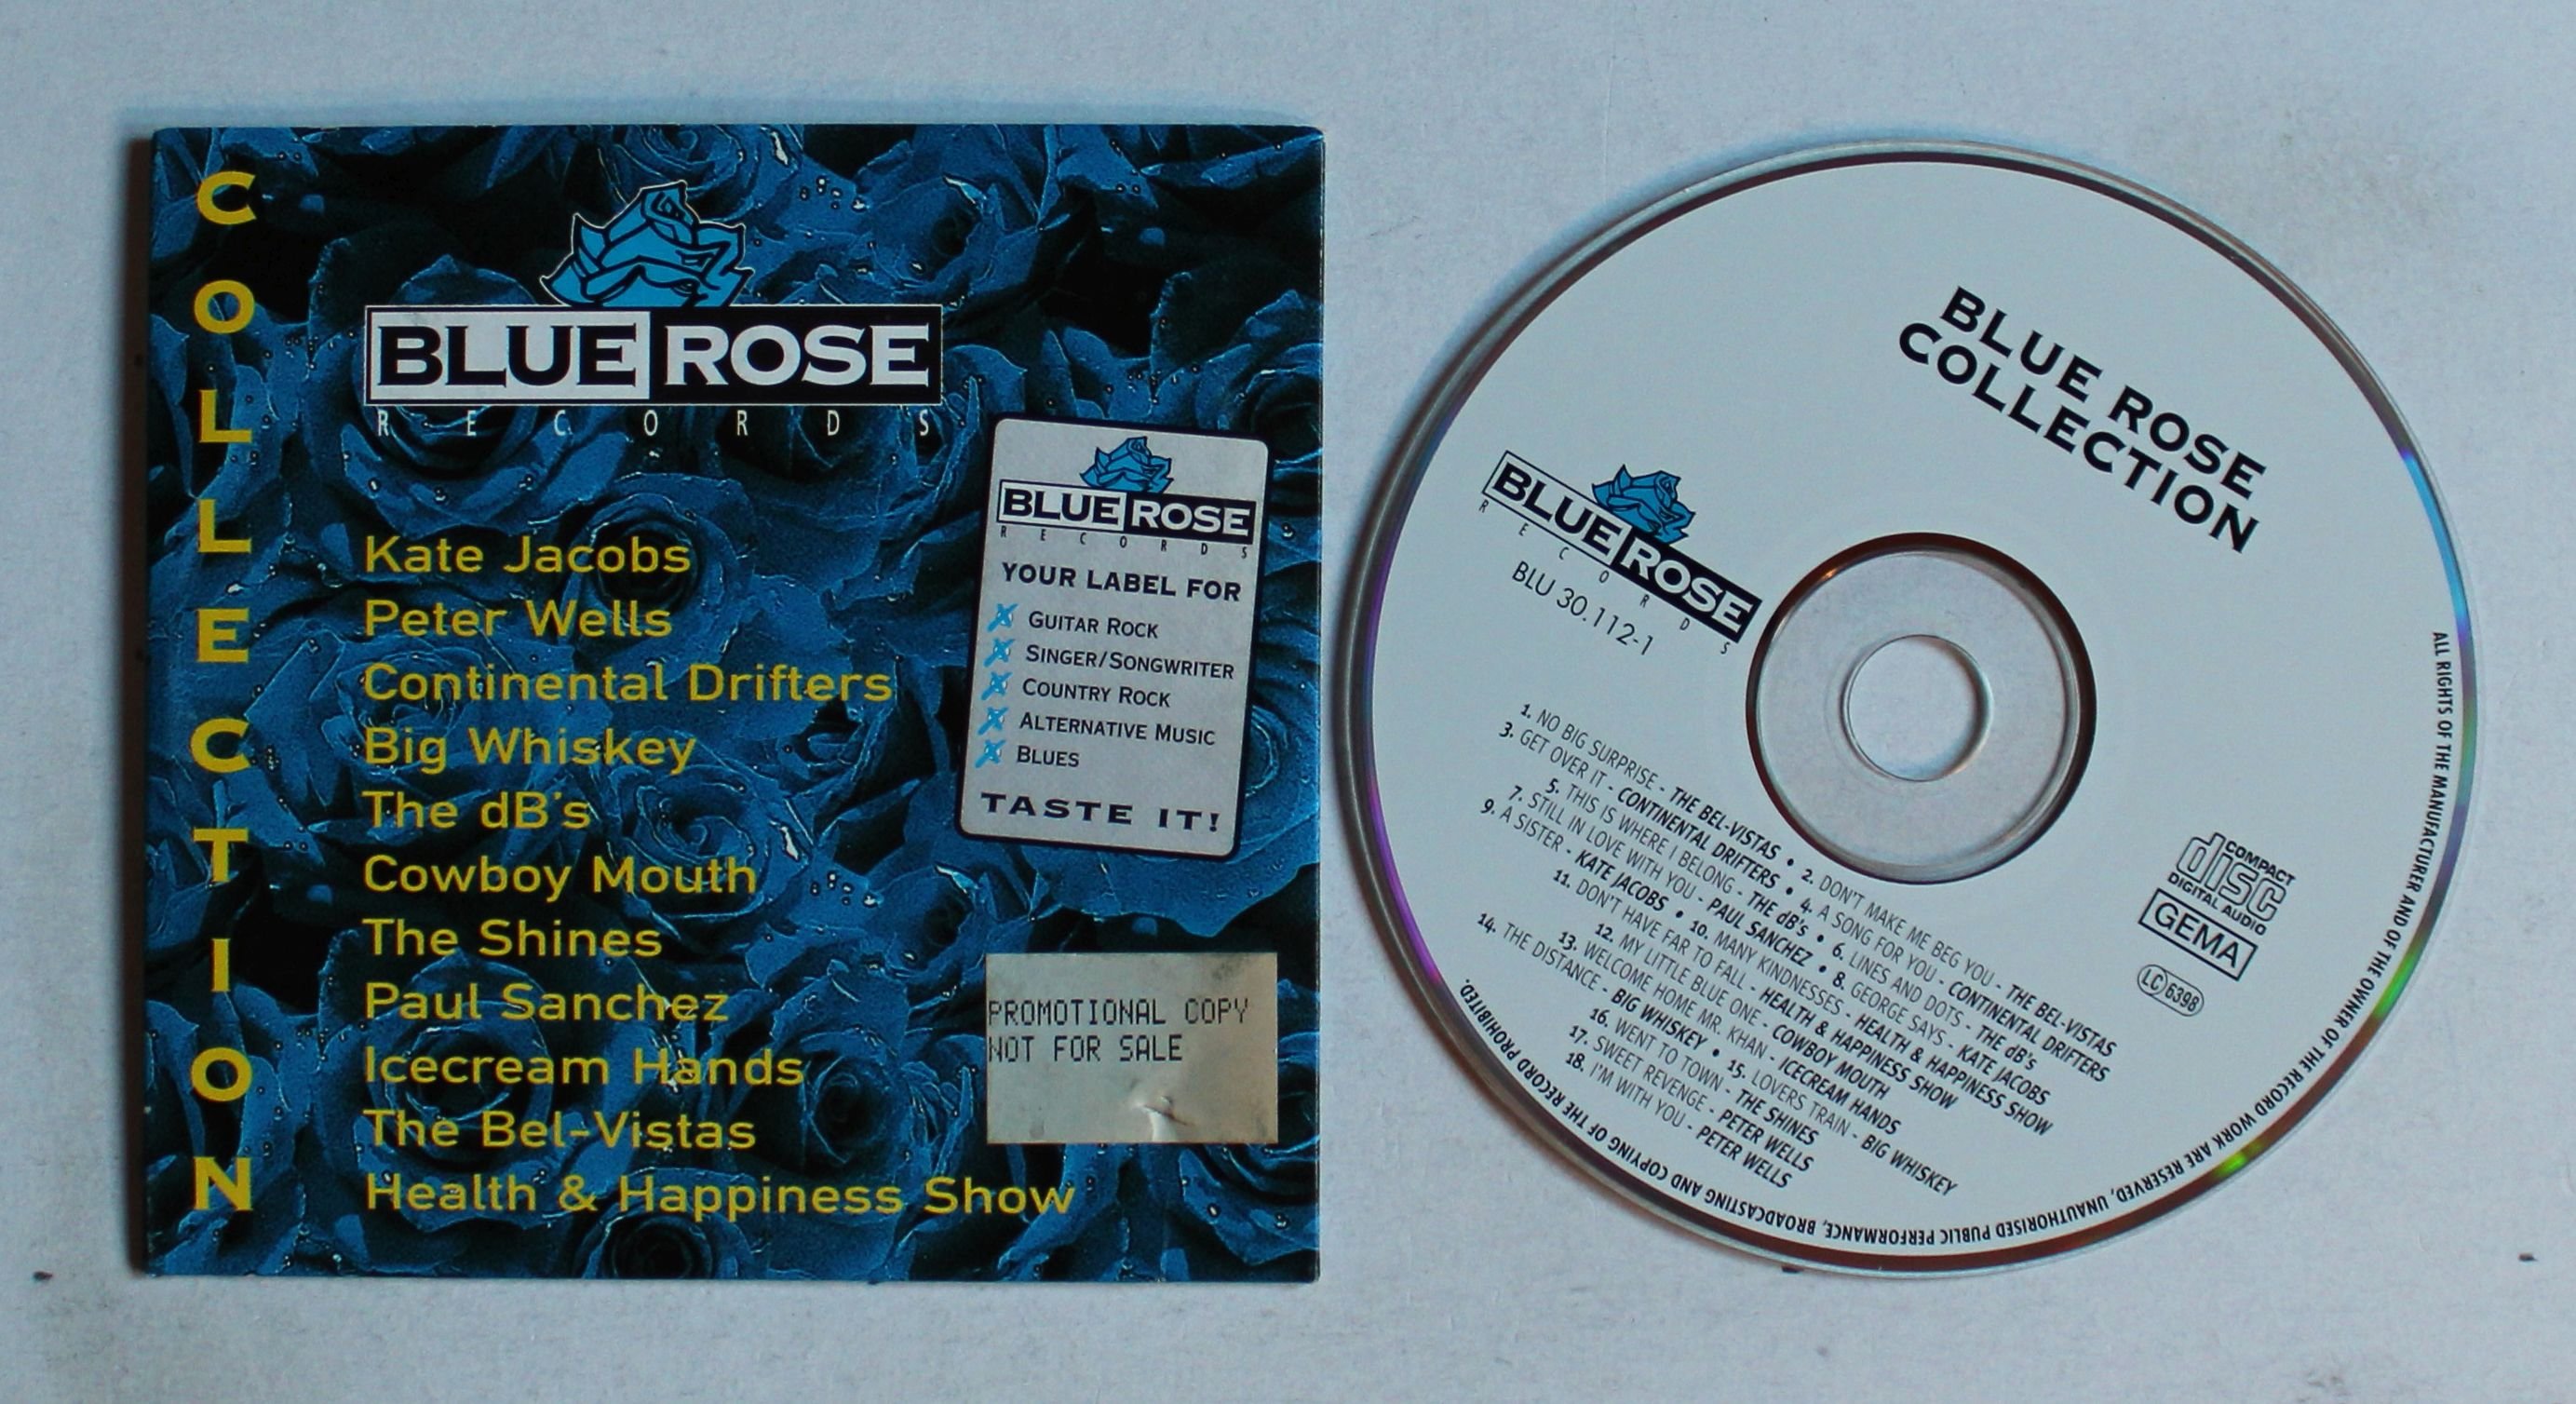 COLLECTION
BLUE ROSE
RECORDS
Kate Jacobs
Peter Wells
Continental Drifters
Big Whiskey
The dB's
Cowboy Mouth
The Shines
Paul Sanchez
Icecream Hands
The Bel-Vistas
Health & Happiness Show
BLUE ROSE
RECORDS
YOUR LABEL FOR
GUITAR ROCK
SINGER/SONGWRITER
COUNTRY ROCK
ALTERNATIVE MUSIC
BLUES
TASTE IT!
PROMOTIONAL COPY
NOT FOR SALE
BLUE ROSE
COLLECTION
BLUE ROSE
RECORDS
BLU 30.112-1
1. NO BIG SURPRISE - THE BEL-VISTAS • 2. DON'T MAKE ME BEG YOU - THE BEL-VISTAS
3. GET OVER IT - CONTINENTAL DRIFTERS • 4. A SONG FOR YOU - CONTINENTAL DRIFTERS
5. THIS IS WHERE I BELONG - THE dB's • 6. LINES AND DOTS - THE dB's
7. STILL IN LOVE WITH YOU - PAUL SANCHEZ • 8. GEORGE SAYS - KATE JACOBS
9. A SISTER - KATE JACOBS • 10. MANY KINDNESSES - HEALTH & HAPPINESS SHOW
11. DON'T HAVE FAR TO FALL - HEALTH & HAPPINESS SHOW
12. MY LITTLE BLUE ONE - COWBOY MOUTH
13. WELCOME HOME MR. KHAN - ICECREAM HANDS
14. THE DISTANCE - BIG WHISKEY • 15. LOVERS TRAIN - BIG WHISKEY
16. WENT TO TOWN - THE SHINES
17. SWEET REVENGE - PETER WELLS
18. I'M WITH YOU - PETER WELLS
COMPACT
disc
DIGITAL AUDIO
GEMA
LC 6398
ALL RIGHTS OF THE MANUFACTURER AND OF THE OWNER OF THE RECORD WORK ARE RESERVED, UNAUTHORISED PUBLIC PERFORMANCE, BROADCASTING AND COPYING OF THE RECORD PROHIBITED.